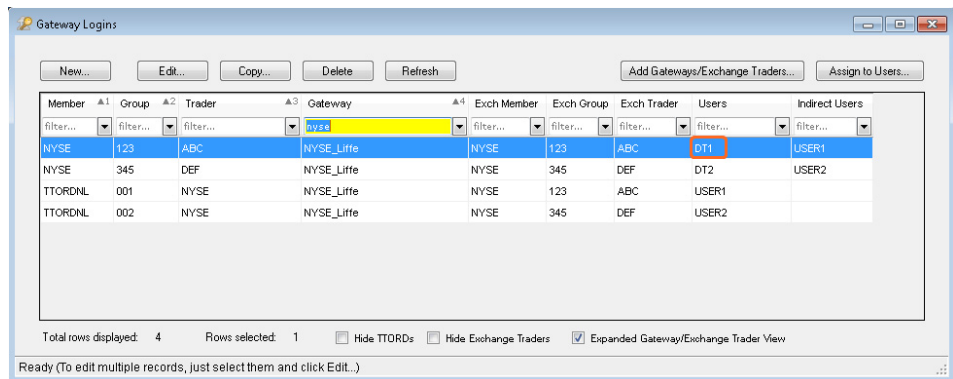 Gateway Logins
New... Edit... Copy... Delete Refresh Add Gateways/Exchange Traders... Assign to Users...
Member ▲1 Group ▲2 Trader ▲3 Gateway ▲4 Exch Member Exch Group Exch Trader Users Indirect Users
filter... filter... filter... nyse filter... filter... filter... filter... filter...
NYSE 123 ABC NYSE_Liffe NYSE 123 ABC DT1 USER1
NYSE 345 DEF NYSE_Liffe NYSE 345 DEF DT2 USER2
TTORDNL 001 NYSE NYSE_Liffe NYSE 123 ABC USER1
TTORDNL 002 NYSE NYSE_Liffe NYSE 345 DEF USER2
Total rows displayed: 4 Rows selected: 1 Hide TTORDs Hide Exchange Traders Expanded Gateway/Exchange Trader View
Ready (To edit multiple records, just select them and click Edit...)